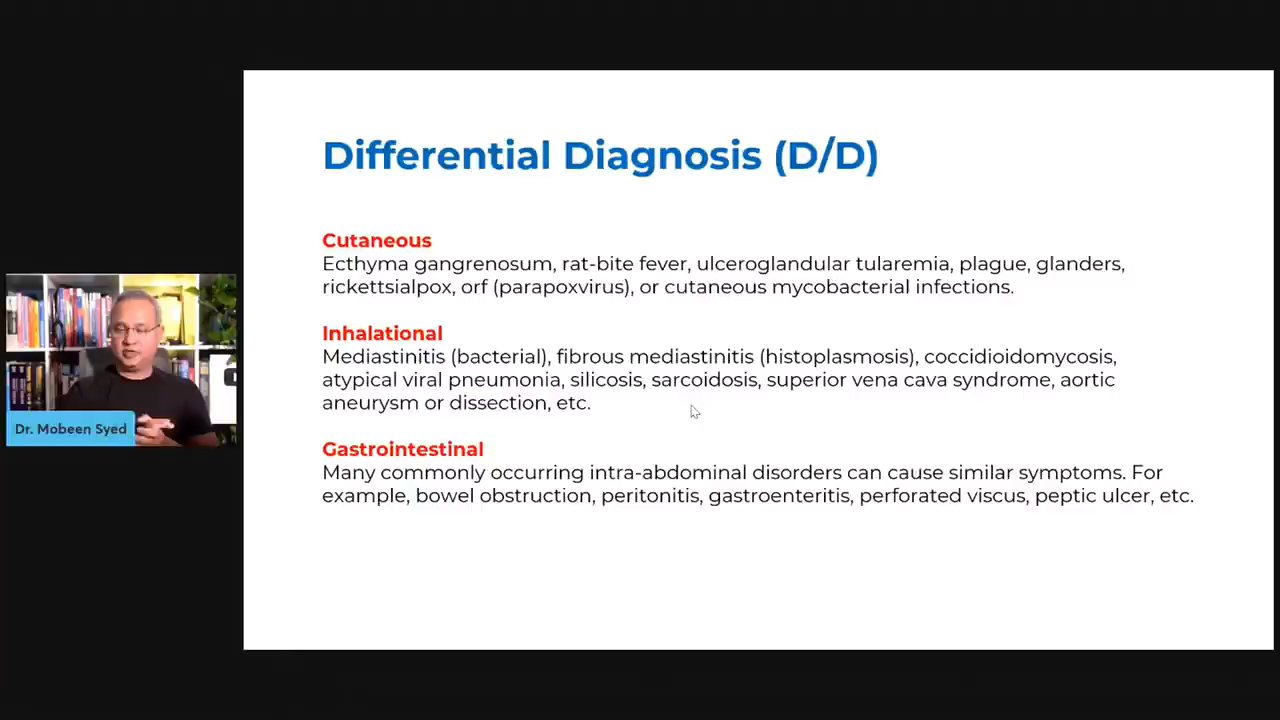 Differential Diagnosis (D/D)
Cutaneous
Ecthyma gangrenosum, rat-bite fever, ulceroglandular tularemia, plague, glanders,
rickettsialpox, orf (parapoxvirus), or cutaneous mycobacterial infections.
Inhalational
Mediastinitis (bacterial), fibrous mediastinitis (histoplasmosis), coccidioidomycosis,
atypical viral pneumonia, silicosis, sarcoidosis, superior vena cava syndrome, aortic
aneurysm or dissection, etc.
Gastrointestinal
Many commonly occurring intra-abdominal disorders can cause similar symptoms. For
example, bowel obstruction, peritonitis, gastroenteritis, perforated viscus, peptic ulcer, etc.
Dr. Mobeen Syed